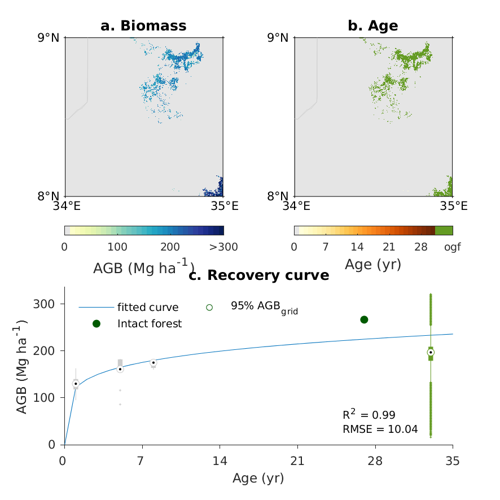 a. Biomass
b. Age
9°N
8°N
34°E
35°E
9°N
8°N
34°E
35°E
0 100 200 >300
AGB (Mg ha-1)
0 7 14 21 28 ogf
Age (yr)
c. Recovery curve
fitted curve
Intact forest
95% AGBgrid
300
200
100
0
AGB (Mg ha-1)
R2 = 0.99
RMSE = 10.04
0 7 14 21 28 35
Age (yr)